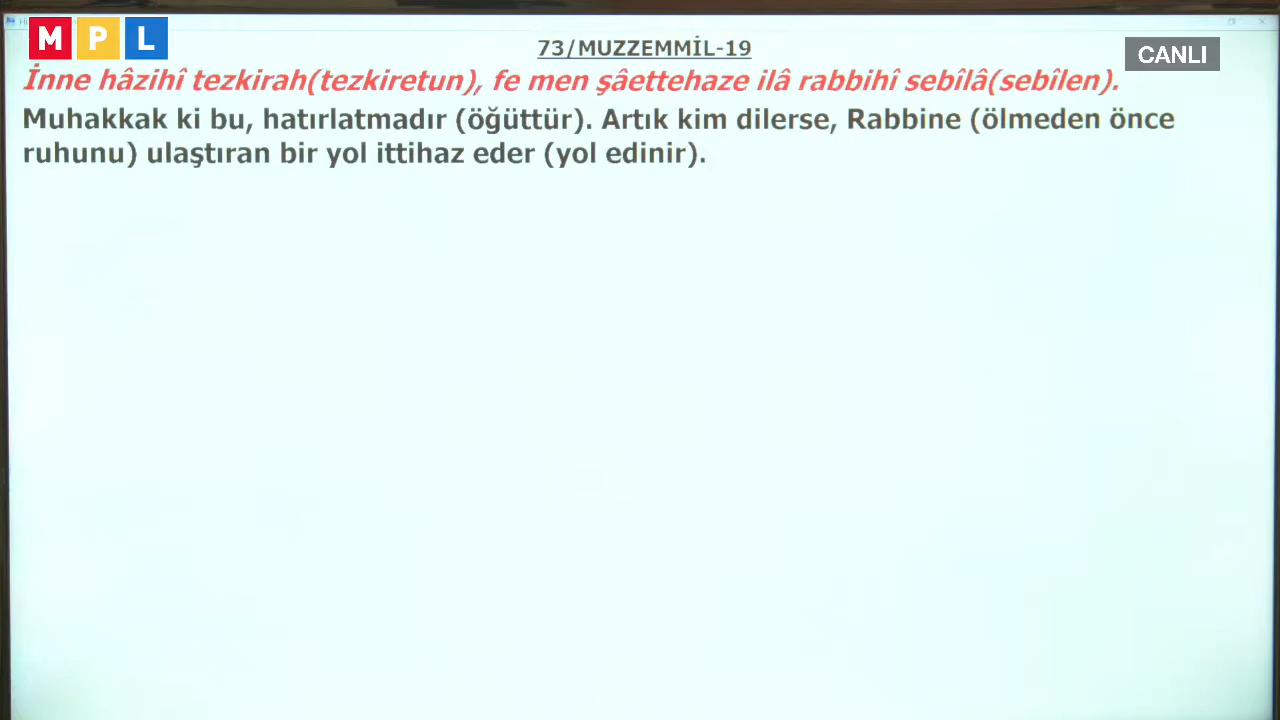 MPL
CANLI
73/MUZZEMMİL-19
İnne hâzihî tezkirah(tezkiretun), fe men şâettehaze ilâ rabbihî sebîlâ(sebîlen).
Muhakkak ki bu, hatırlatmadır (öğüttür). Artık kim dilerse, Rabbine (ölmeden önce
ruhunu) ulaştıran bir yol ittihaz eder (yol edinir).